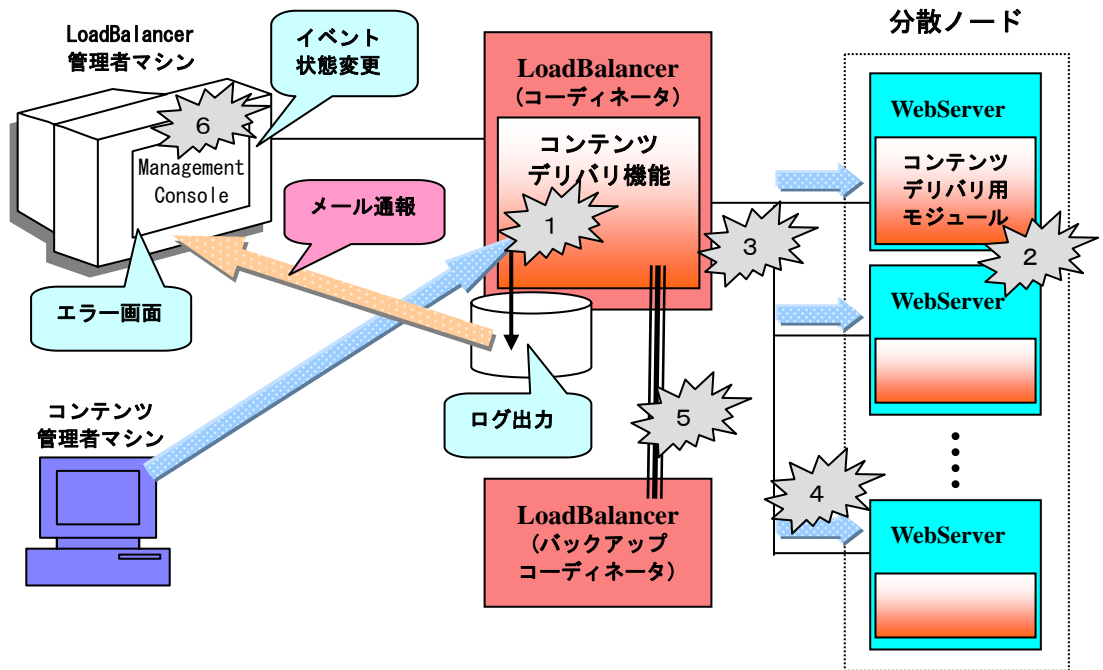 分散ノード
LoadBalancer
管理者マシン
イベント
状態変更
6
Management
Console
メール通報
エラー画面
LoadBalancer
(コーディネータ)
コンテンツ
デリバリ機能
1
3
ログ出力
5
LoadBalancer
(バックアップ
コーディネータ)
WebServer
コンテンツ
デリバリ用
モジュール
2
WebServer
4
WebServer
コンテンツ
管理者マシン